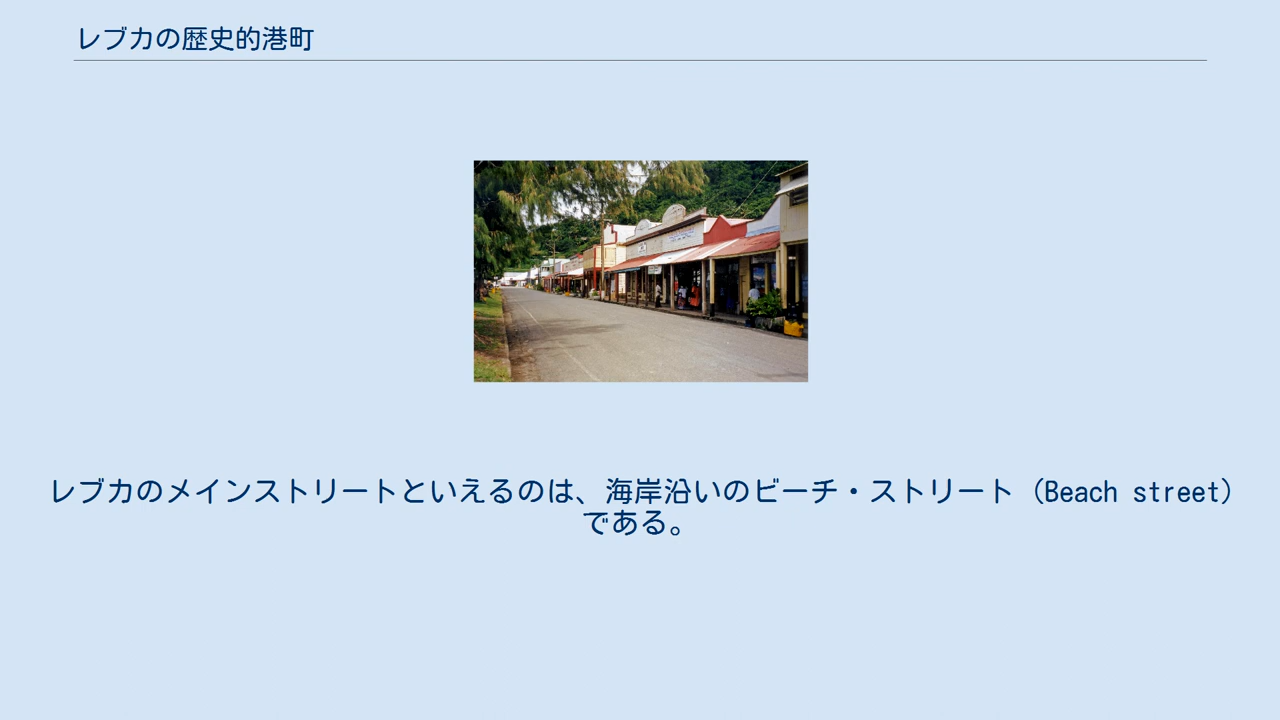 レブカの歴史的港町
レブカのメインストリートといえるのは、海岸沿いのビーチ・ストリート（Beach street）
である。